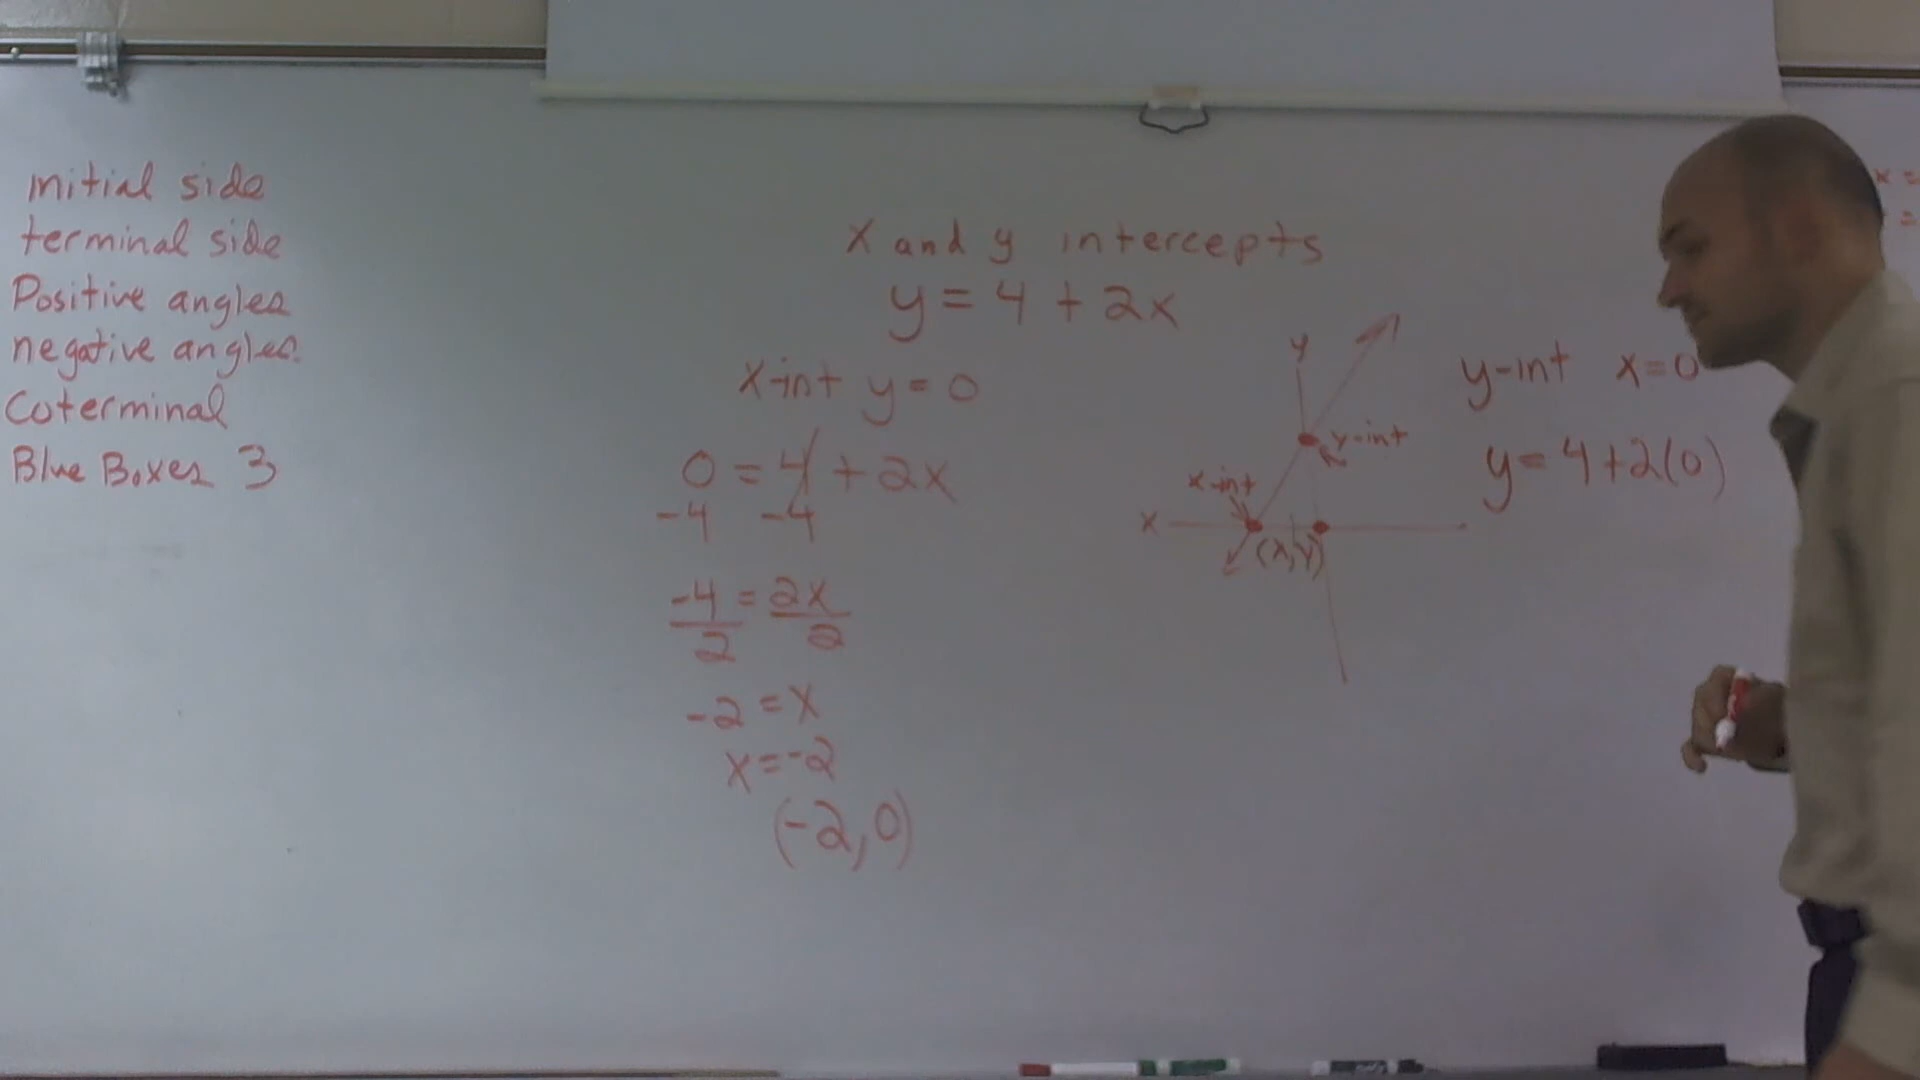 initial side
terminal side
Positive angles
negative angles
Coterminal
Blue Boxes 3
x and y intercepts
y = 4 + 2x
x-int y = 0
0 = 4 + 2x
-4 -4
-4 = 2x
2 2
-2 = x
x = -2
(-2,0)
y
y-int
x-int
x
(x,y)
y-int x=0
y = 4+2(0)
x =